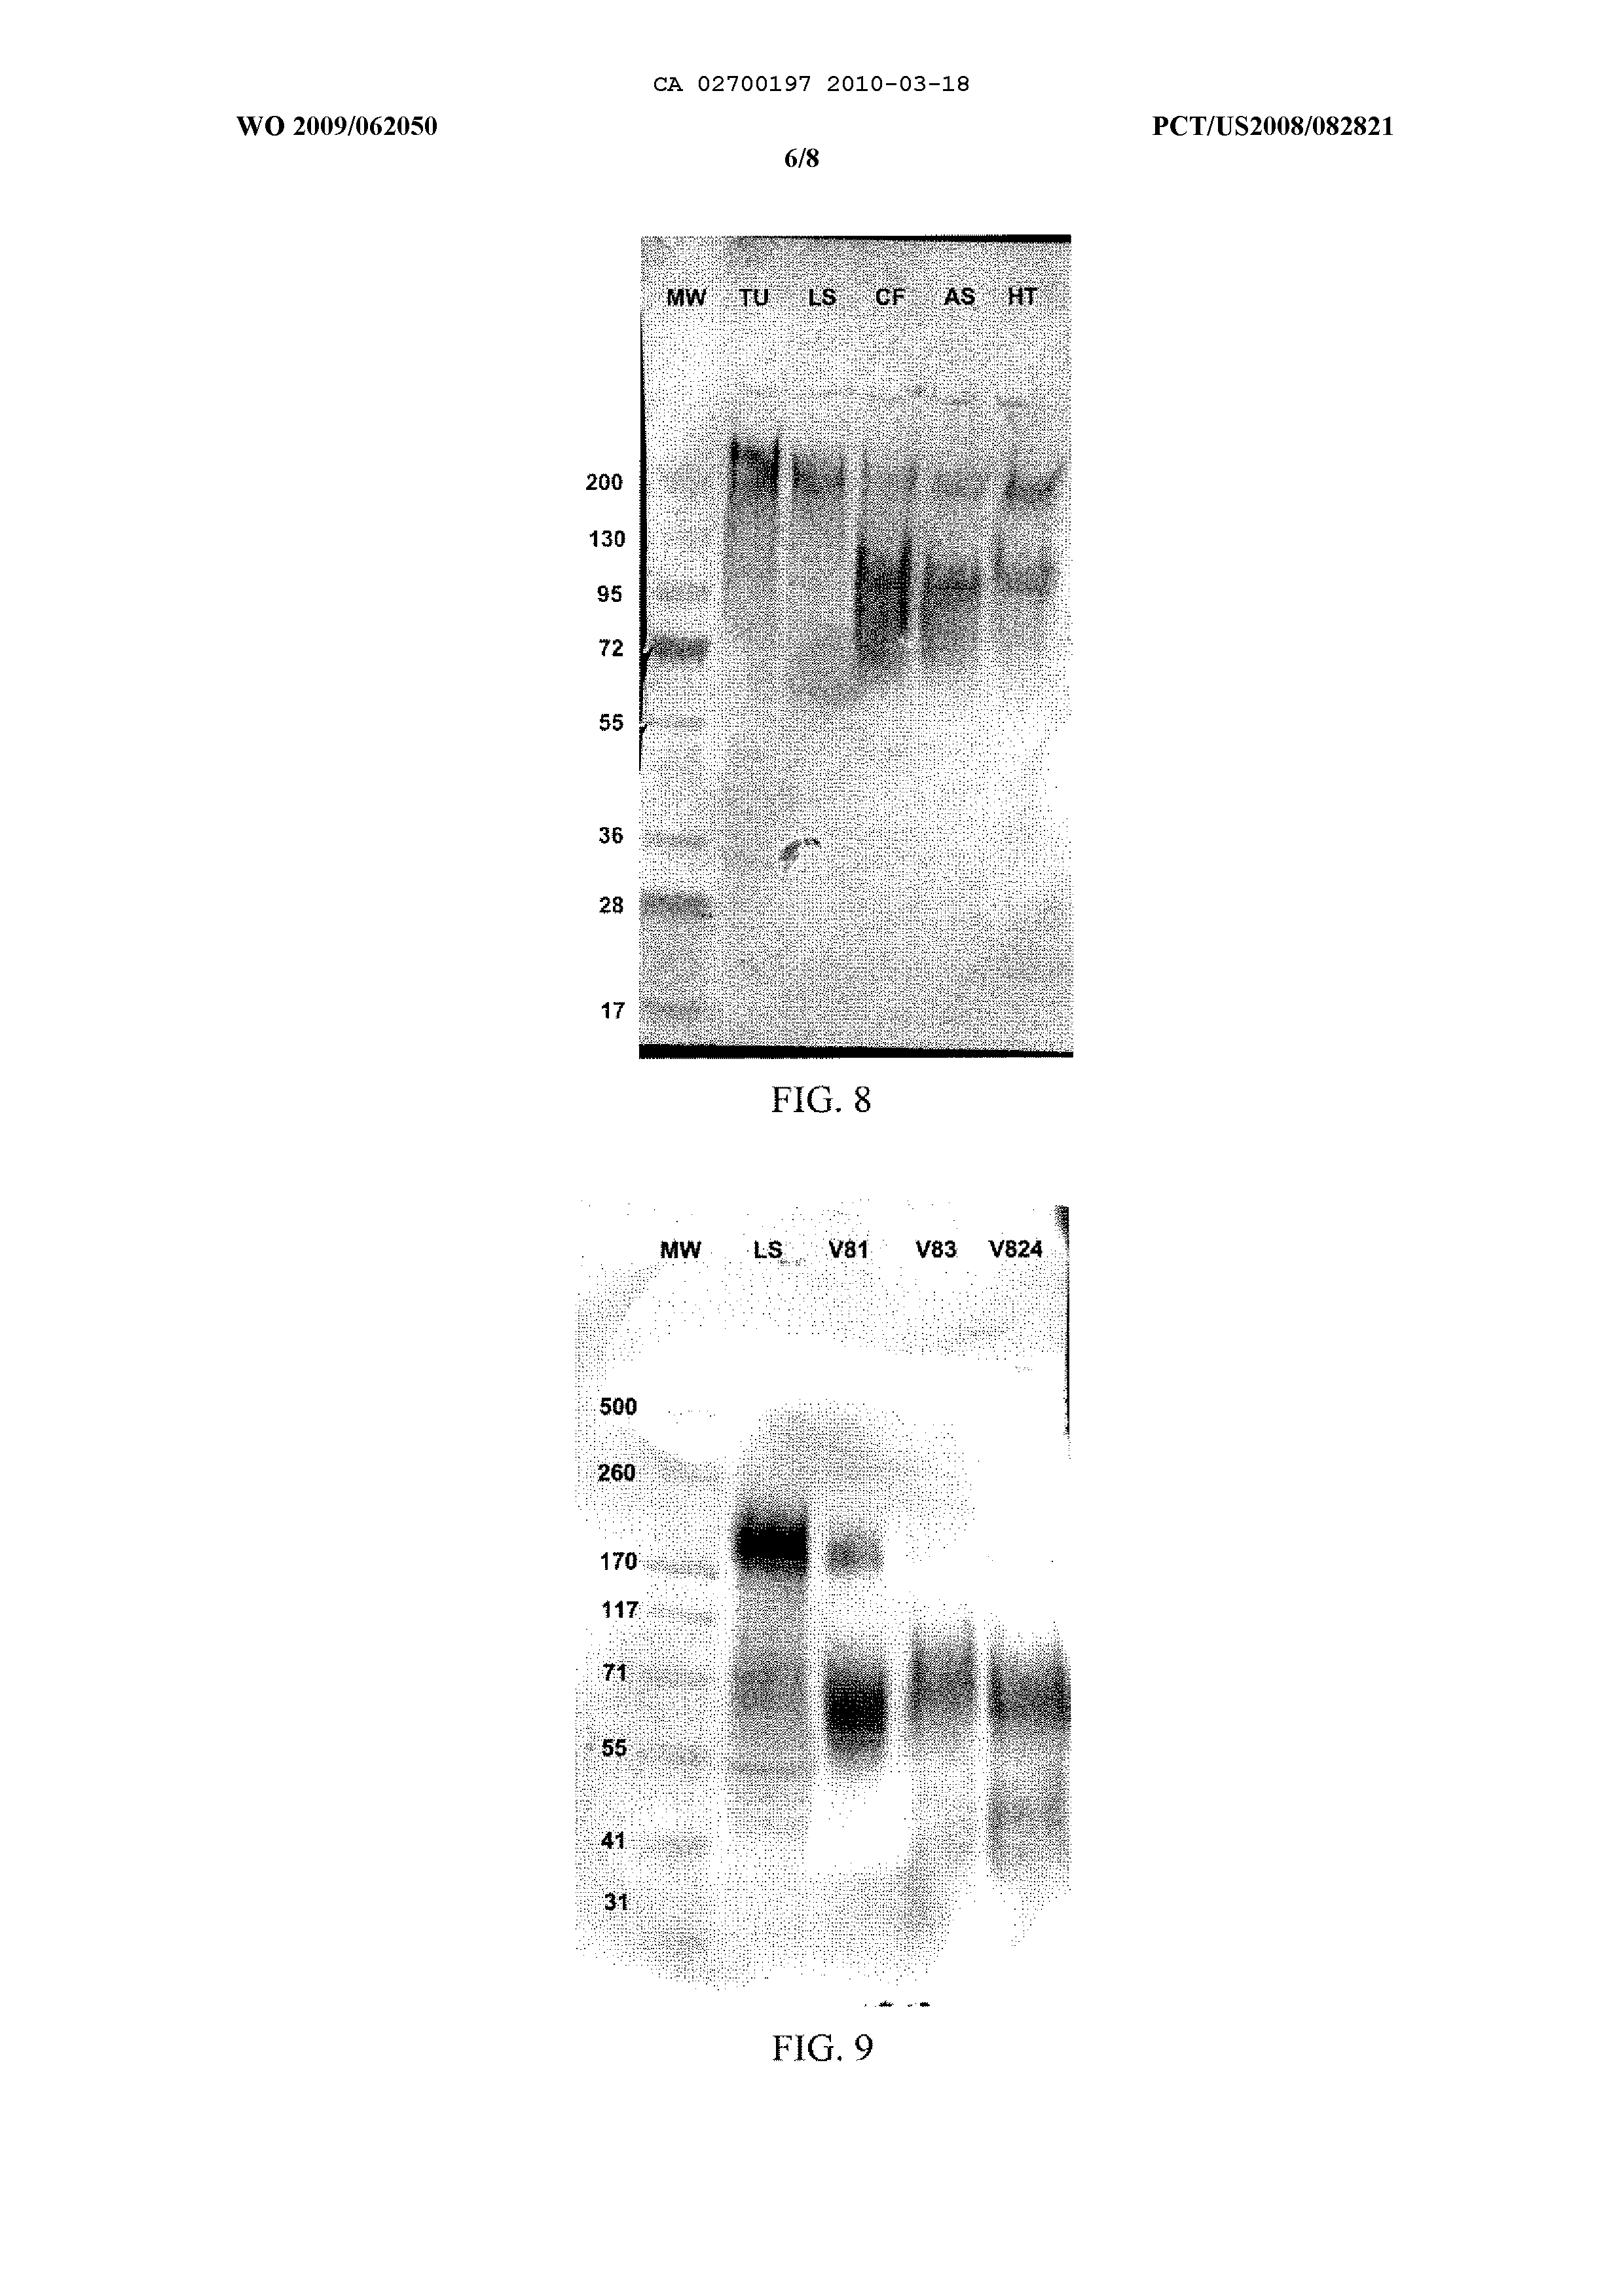 CA 02700197 2010-03-18
WO 2009/062050 PCT/US2008/082821
6/8
MW TU LS CF AS HT
200
130
95
72
55
36
28
17
FIG. 8
MW LS V81 V83 V824
500
260
170
117
71
55
41
31
FIG. 9